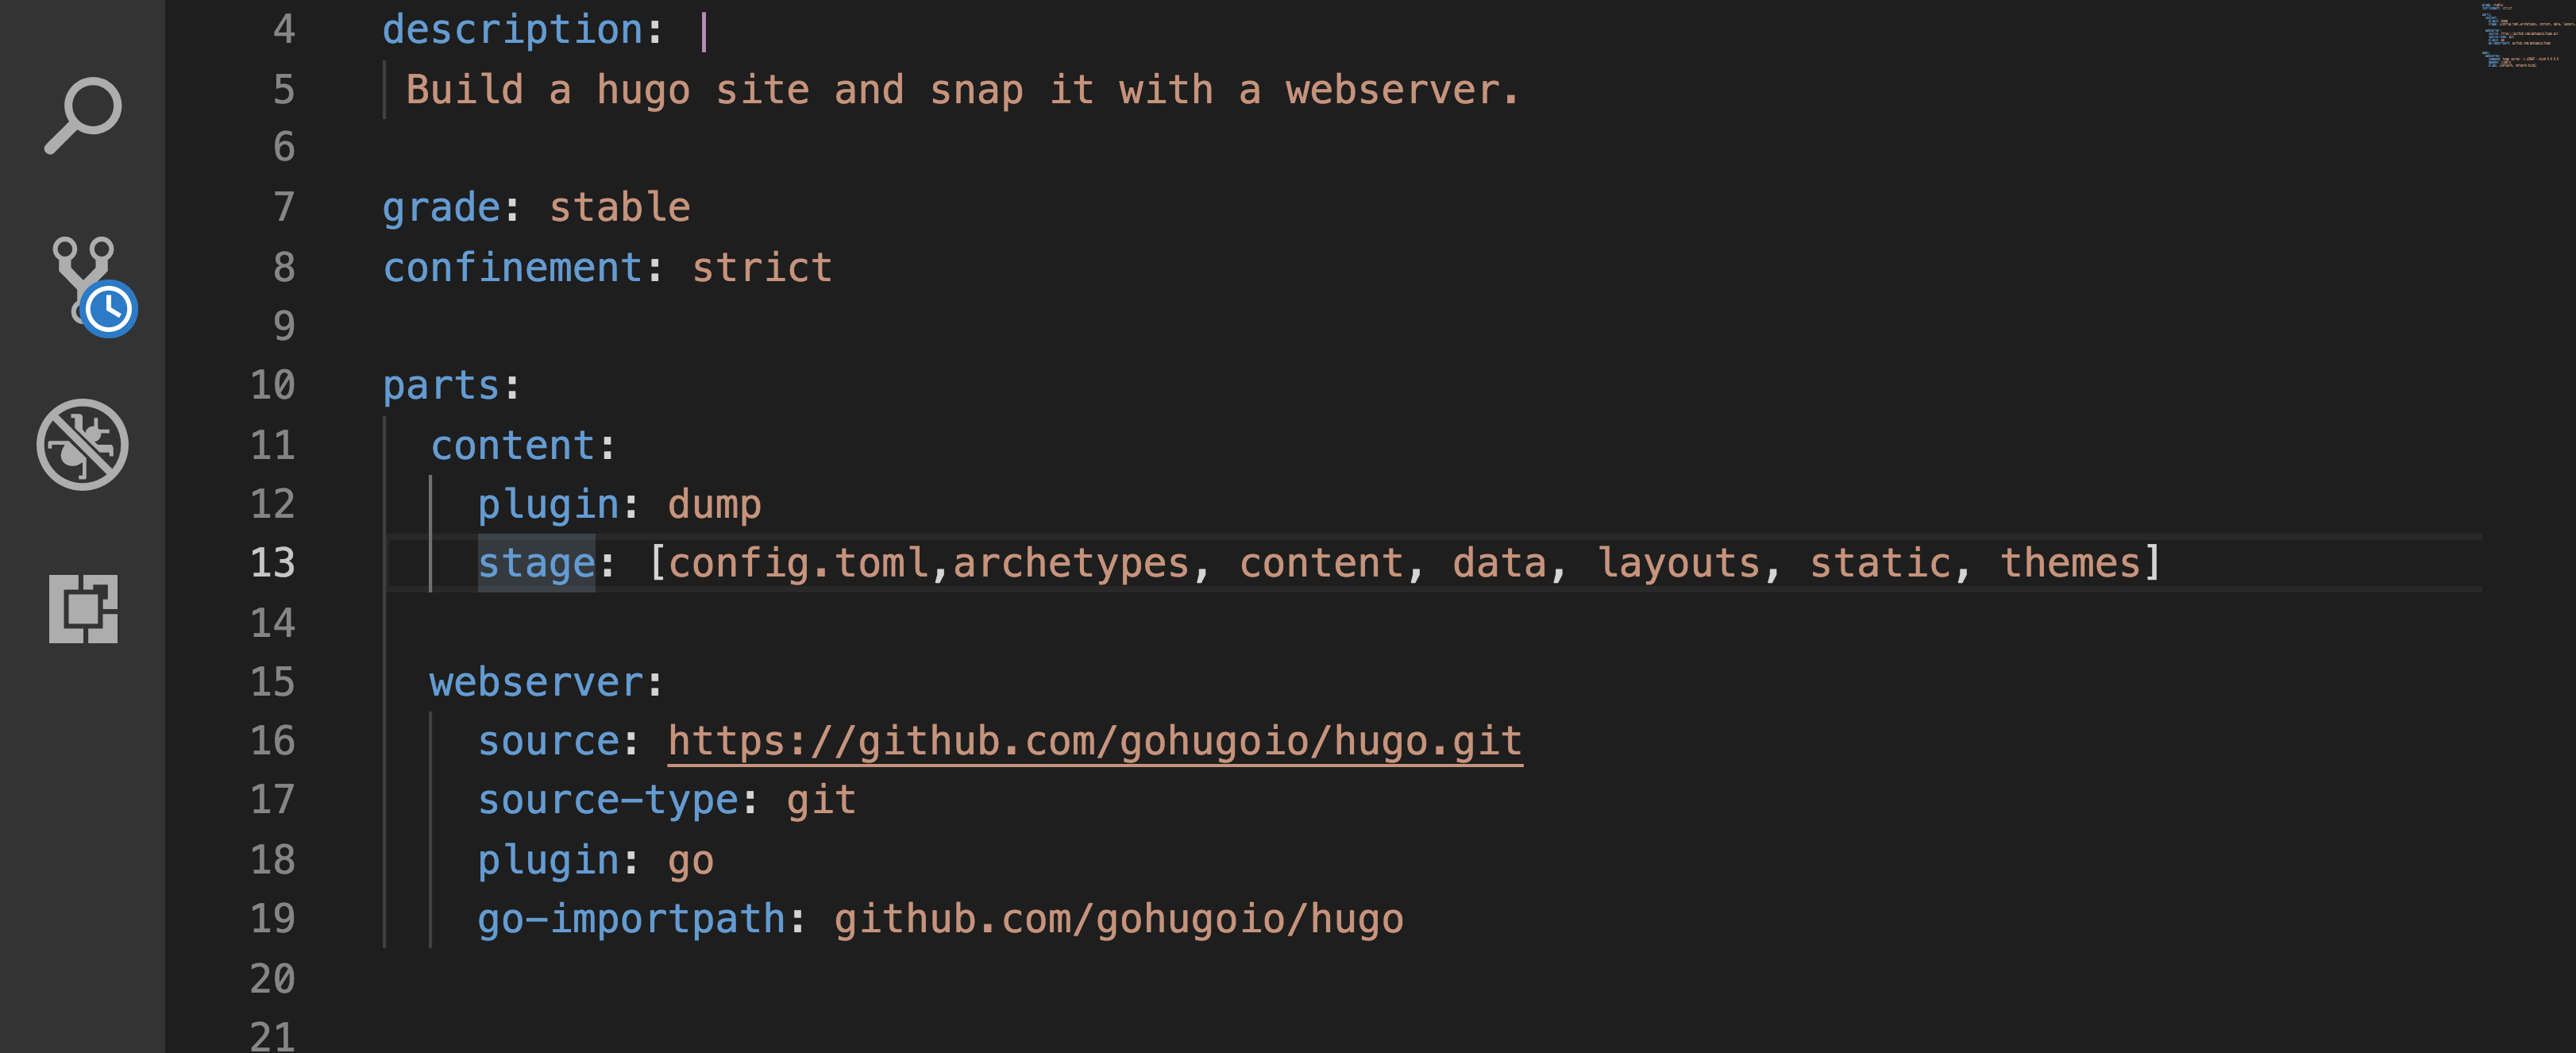 4 description: |
5 Build a hugo site and snap it with a webserver.
6
7 grade: stable
8 confinement: strict
9
10 parts:
11 content:
12 plugin: dump
13 stage: [config.toml,archetypes, content, data, layouts, static, themes]
14
15 webserver:
16 source: https://github.com/gohugoio/hugo.git
17 source-type: git
18 plugin: go
19 go-importpath: github.com/gohugoio/hugo
20
21